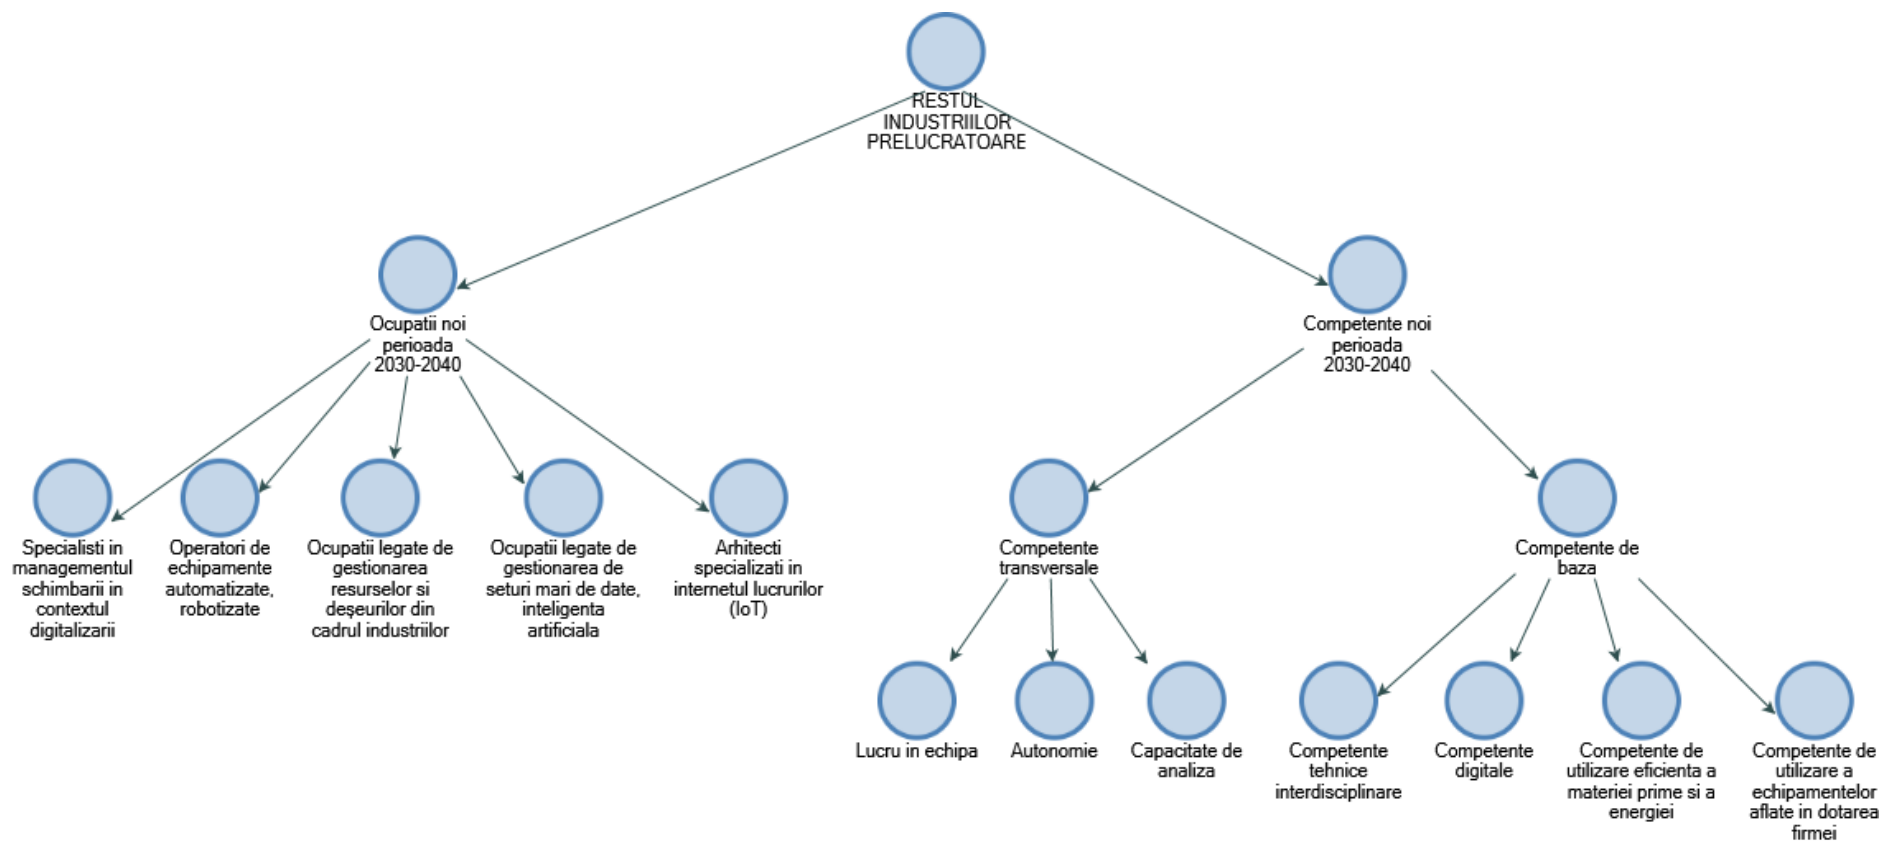 RESTUL
INDUSTRIILOR
PRELUCRATOARE
Ocupatii noi
perioada
2030-2040
Competente noi
perioada
2030-2040
Specialisti in
managementul
schimbarii in
contextul
digitalizarii
Operatori de
echipamente
automatizate,
robotizate
Ocupatii legate de
gestionarea
resurselor si
deșeurilor din
cadrul industriilor
Ocupatii legate de
gestionarea de
seturi mari de date,
inteligenta
artificiala
Arhitecti
specializati in
internetul lucrurilor
(IoT)
Competente
transversale
Competente de
baza
Lucru in echipa
Autonomie
Capacitate de
analiza
Competente
tehnice
interdisciplinare
Competente
digitale
Competente de
utilizare eficienta a
materiei prime si a
energiei
Competente de
utilizare a
echipamentelor
aflate in dotarea
firmei